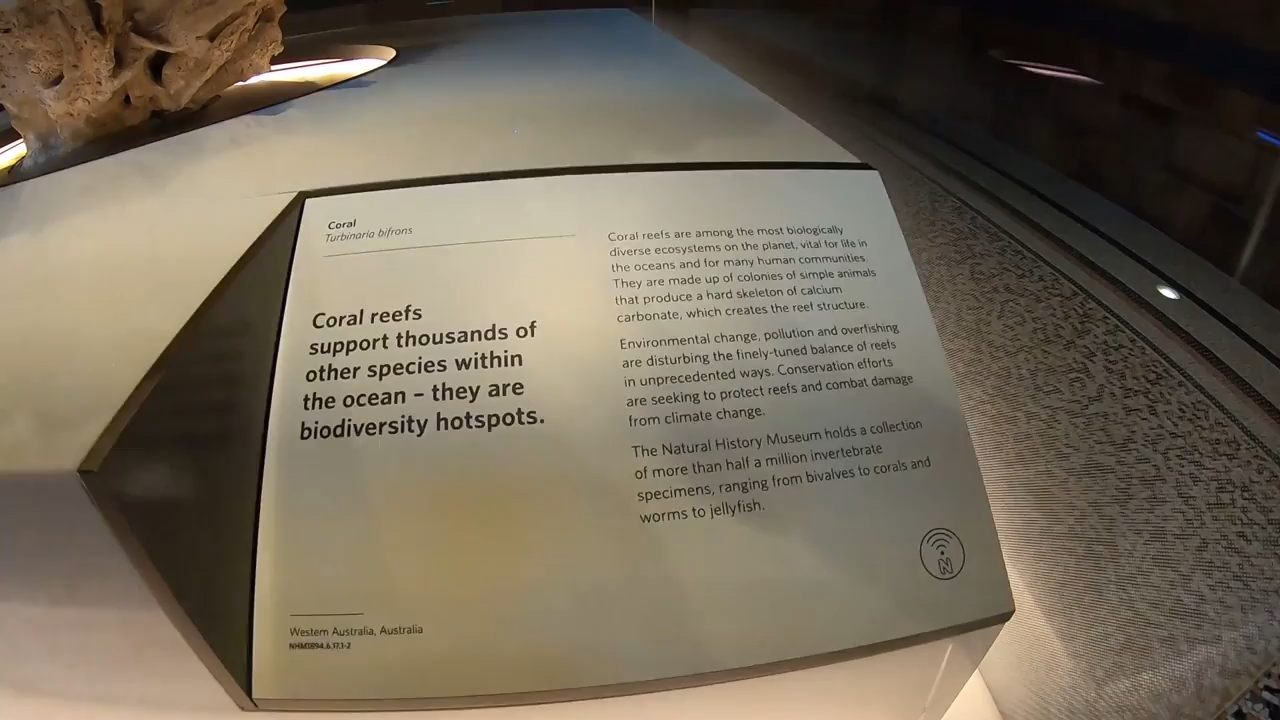 Coral
Turbinaria bifrons
Coral reefs
support thousands of
other species within
the ocean – they are
biodiversity hotspots.
Western Australia, Australia
NHM1894.6.17.1-2
Coral reefs are among the most biologically
diverse ecosystems on the planet, vital for life in
the oceans and for many human communities.
They are made up of colonies of simple animals
that produce a hard skeleton of calcium
carbonate, which creates the reef structure.
Environmental change, pollution and overfishing
are disturbing the finely-tuned balance of reefs
in unprecedented ways. Conservation efforts
are seeking to protect reefs and combat damage
from climate change.
The Natural History Museum holds a collection
of more than half a million invertebrate
specimens, ranging from bivalves to corals and
worms to jellyfish.
N